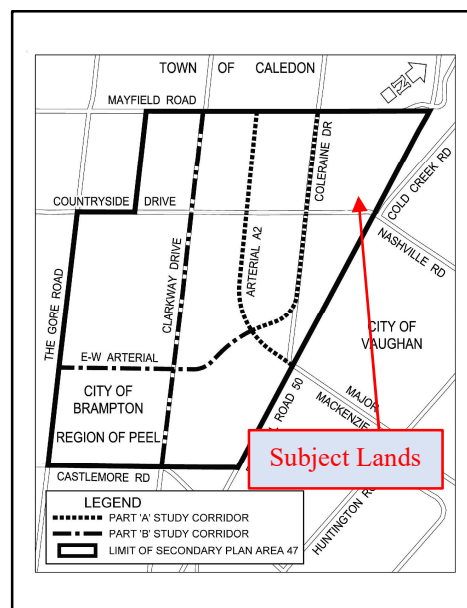 TOWN OF CALEDON
MAYFIELD ROAD
N
COLERAINE DR
COLD CREEK RD
COUNTRYSIDE DRIVE
NASHVILLE RD
CLARKWAY DRIVE
ARTERIAL A2
THE GORE ROAD
CITY OF
VAUGHAN
E-W ARTERIAL
CITY OF
BRAMPTON
REGION OF PEEL
ROAD 50
MAJOR
MACKENZIE
Subject Lands
CASTLEMORE RD
HUNTINGTON
LEGEND
PART 'A' STUDY CORRIDOR
PART 'B' STUDY CORRIDOR
LIMIT OF SECONDARY PLAN AREA 47